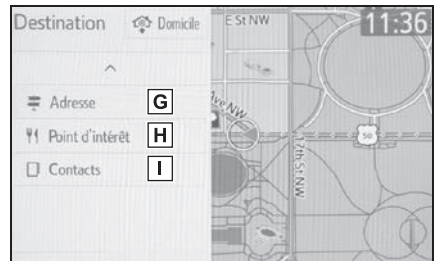 Destination Domicile
E St NW
11:36
Adresse G
Ave NW
Point d'intérêt H
50
Contacts I
17th St NW